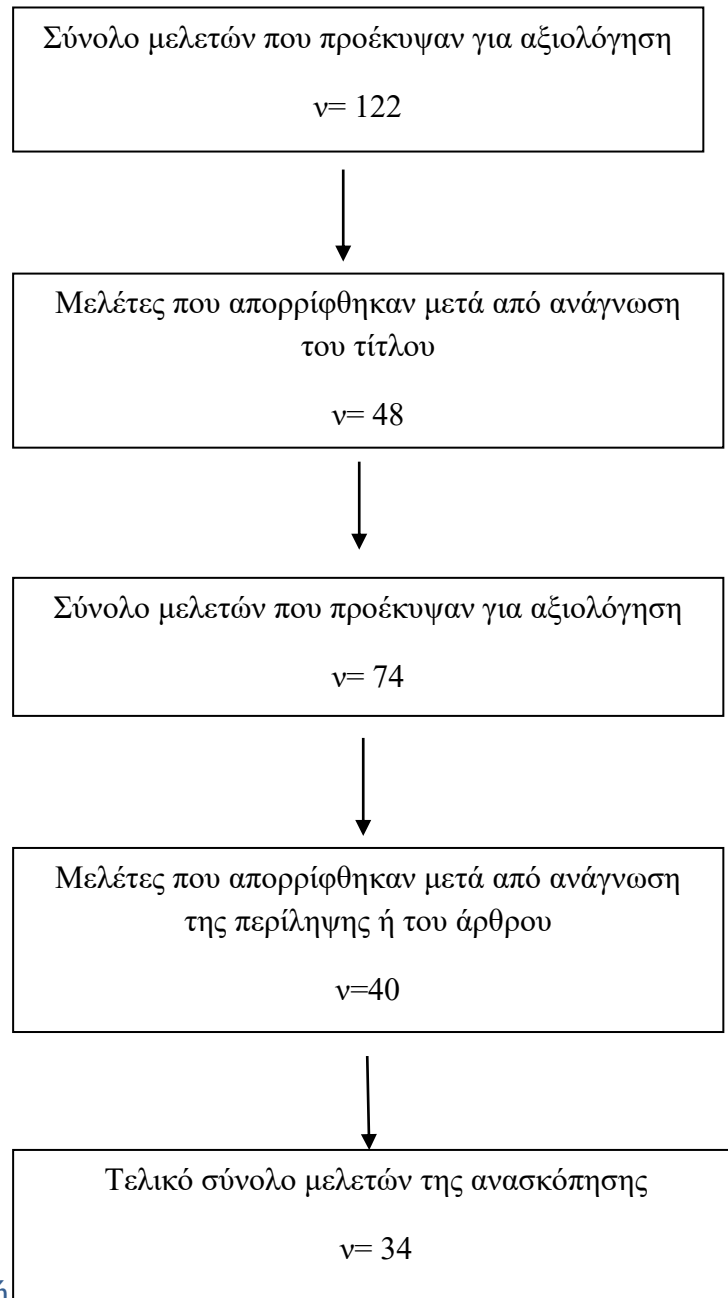 Σύνολο μελετών που προέκυψαν για αξιολόγηση
ν= 122
Μελέτες που απορρίφθηκαν μετά από ανάγνωση
του τίτλου
ν= 48
Σύνολο μελετών που προέκυψαν για αξιολόγηση
ν= 74
Μελέτες που απορρίφθηκαν μετά από ανάγνωση
της περίληψης ή του άρθρου
ν=40
Τελικό σύνολο μελετών της ανασκόπησης
ν= 34